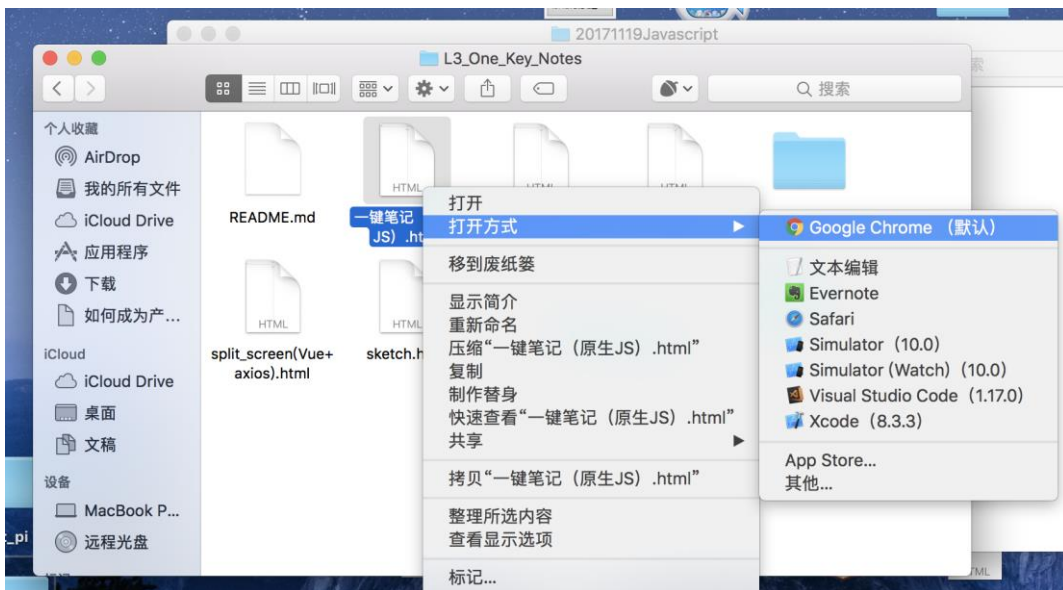 20171119Javascript
L3_One_Key_Notes
搜索
索
个人收藏
AirDrop
我的所有文件
iCloud Drive
应用程序
下载
如何成为产...
iCloud
iCloud Drive
桌面
文稿
设备
MacBook P...
远程光盘
README.md
HTML
一键笔记
JS）.ht
HTML
split_screen(Vue+
axios).html
HTML
sketch.h
打开
打开方式
移到废纸篓
显示简介
重新命名
压缩“一键笔记（原生JS）.html”
复制
制作替身
快速查看“一键笔记（原生JS）.html”
共享
拷贝“一键笔记（原生JS）.html”
整理所选内容
查看显示选项
标记...
Google Chrome （默认）
文本编辑
Evernote
Safari
Simulator（10.0）
Simulator (Watch)（10.0）
Visual Studio Code（1.17.0）
Xcode（8.3.3）
App Store...
其他...
_pi